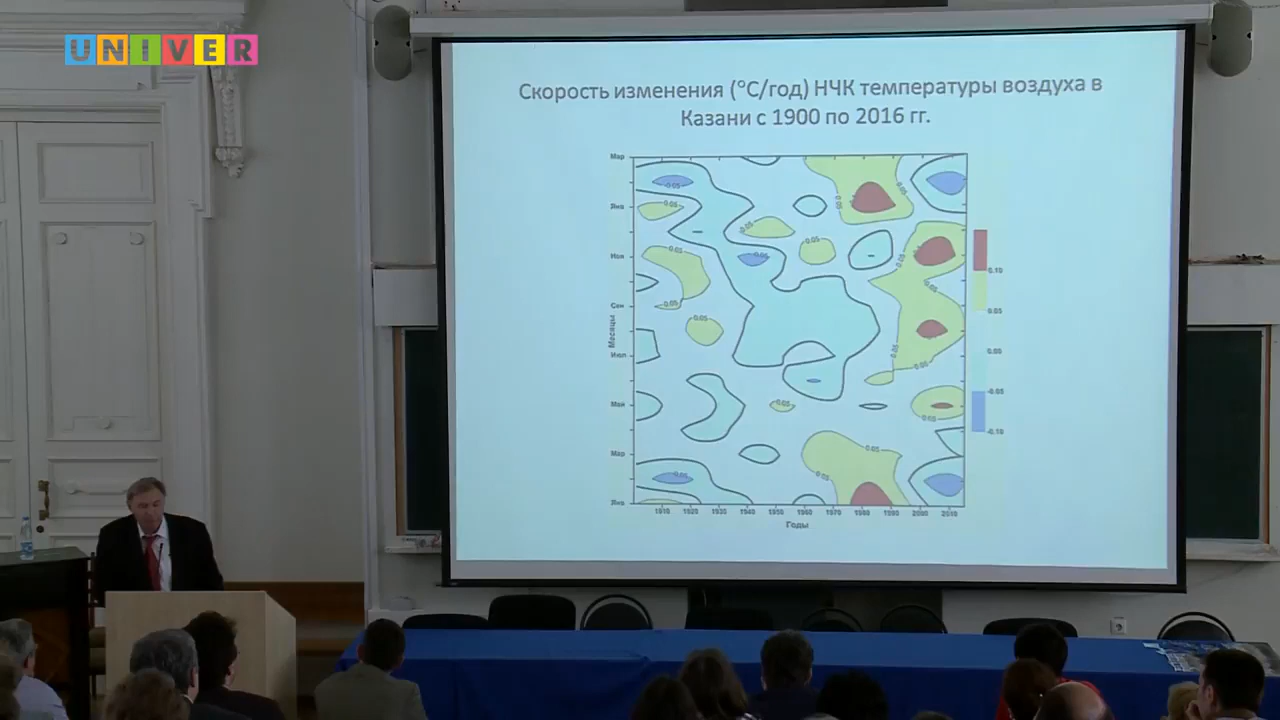 UNIVER
Скорость изменения (°С/год) НЧК температуры воздуха в
Казани с 1900 по 2016 гг.
Мар
Янв
Ноя
Сен
Июл
Май
Мар
Янв
Месяцы
1910 1920 1930 1940 1950 1960 1970 1980 1990 2000 2010
Годы
0.10
0.05
0.00
-0.05
-0.10